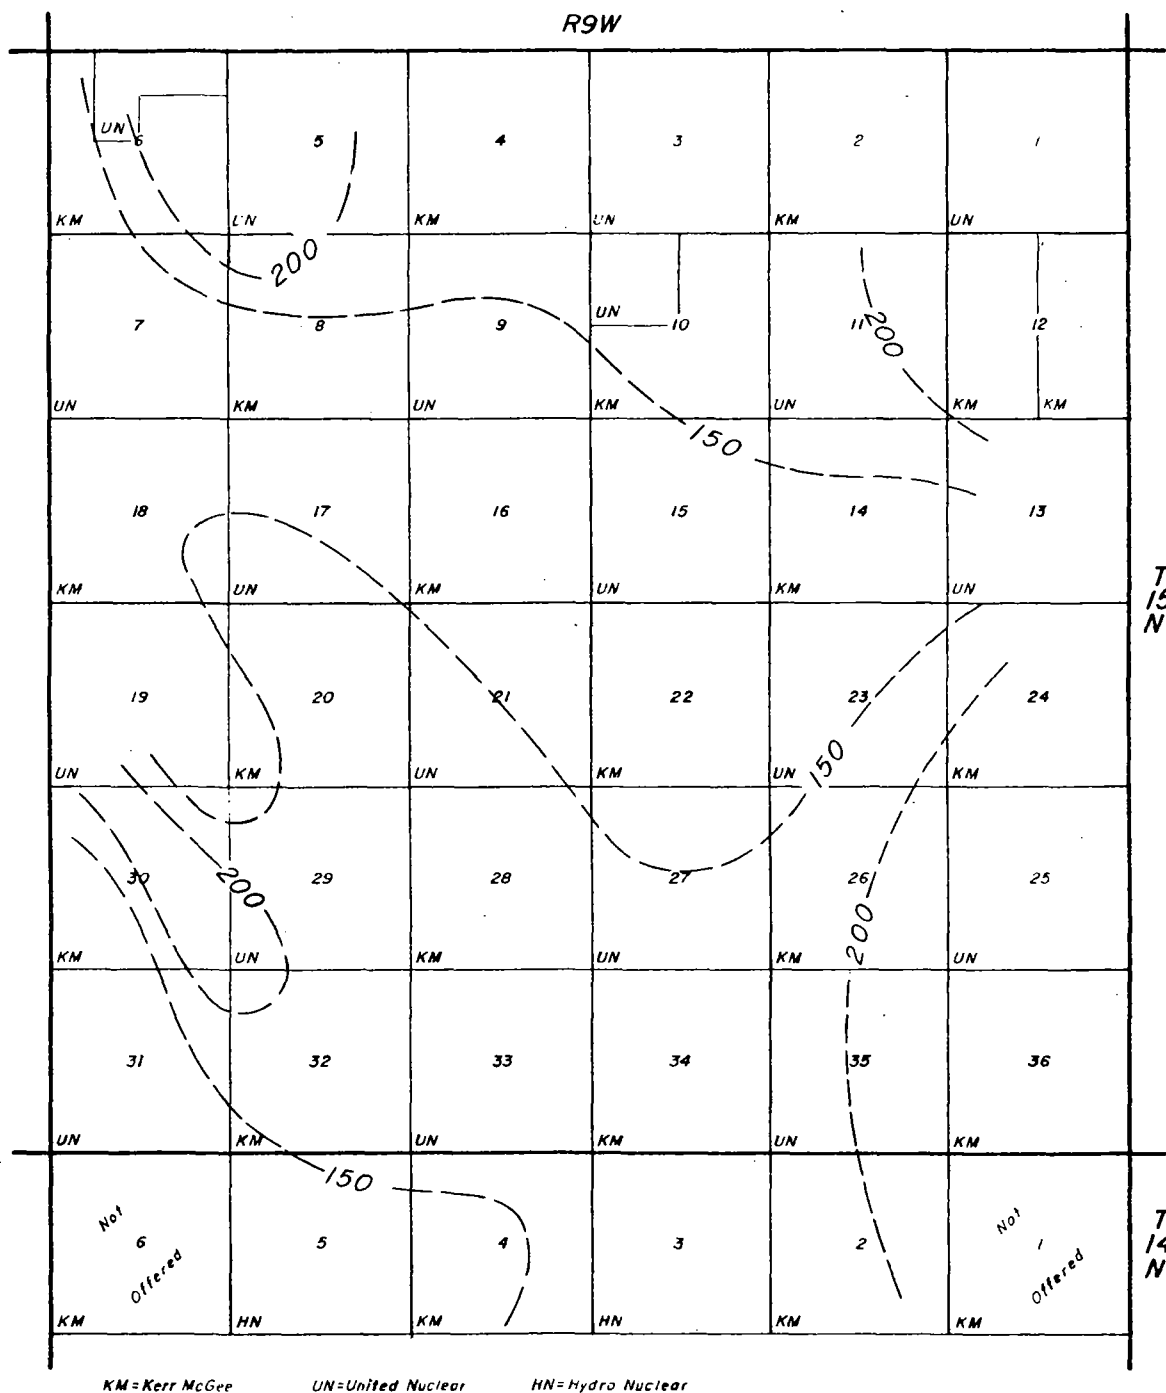 R9W
UN
6 5 4 3 2 1
KM UN KM UN KM UN
200
UN
200
7 8 9 10 11 12
UN KM UN KM UN KM KM
150
18 17 16 15 14 13
KM UN KM UN KM UN
T
15
N
19 20 21 22 23 24
150
UN KM UN KM UN KM
30 29 28 27 26 25
200
200
KM UN KM UN KM UN
31 32 33 34 35 36
UN KM UN KM UN KM
150
Not
6
Offered
5 4 3 2
Not
1
Offered
T
14
N
KM HN KM HN KM KM
KM=Kerr McGee UN=United Nuclear HN=Hydro Nuclear